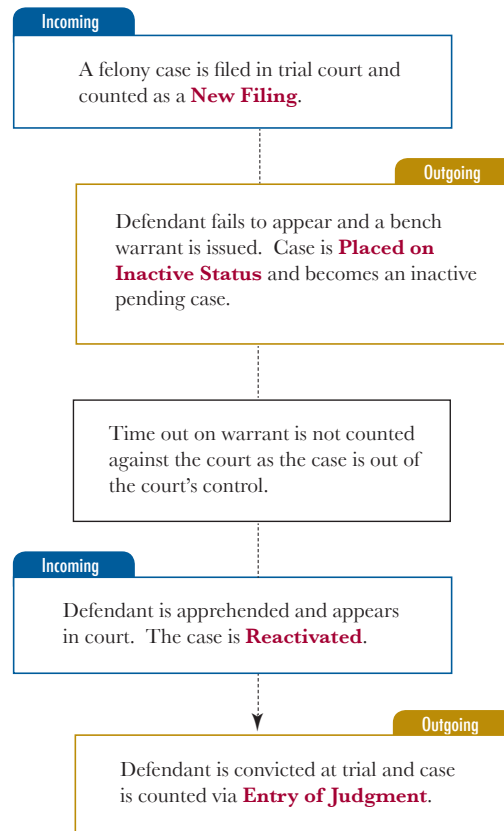 Incoming
A felony case is filed in trial court and
counted as a New Filing.
Outgoing
Defendant fails to appear and a bench
warrant is issued.  Case is Placed on
Inactive Status and becomes an inactive
pending case.
Time out on warrant is not counted
against the court as the case is out of
the court's control.
Incoming
Defendant is apprehended and appears
in court.  The case is Reactivated.
Outgoing
Defendant is convicted at trial and case
is counted via Entry of Judgment.